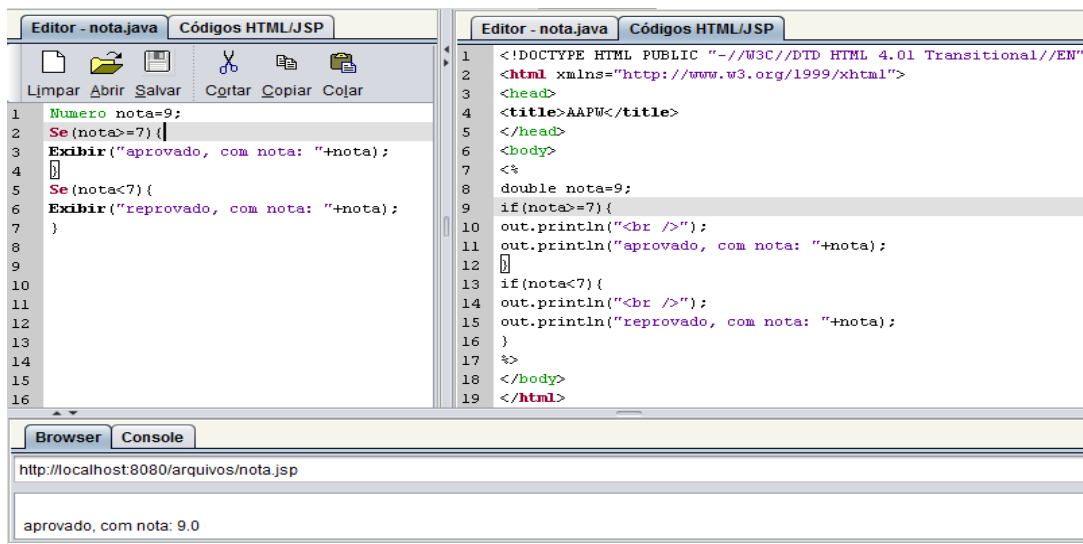 Editor - nota.java Códigos HTML/JSP
Limpar Abrir Salvar Cortar Copiar Colar
1 Numero nota=9;
2 Se(nota>=7){
3 Exibir("aprovado, com nota: "+nota);
4 }
5 Se(nota<7){
6 Exibir("reprovado, com nota: "+nota);
7 }
8
9
10
11
12
13
14
15
16
Editor - nota.java Códigos HTML/JSP
1 <!DOCTYPE HTML PUBLIC "-//W3C//DTD HTML 4.01 Transitional//EN"
2 <html xmlns="http://www.w3.org/1999/xhtml">
3 <head>
4 <title>AAPW</title>
5 </head>
6 <body>
7 <%
8 double nota=9;
9 if(nota>=7){
10 out.println("<br />");
11 out.println("aprovado, com nota: "+nota);
12 }
13 if(nota<7){
14 out.println("<br />");
15 out.println("reprovado, com nota: "+nota);
16 }
17 %>
18 </body>
19 </html>
Browser Console
http://localhost:8080/arquivos/nota.jsp
aprovado, com nota: 9.0